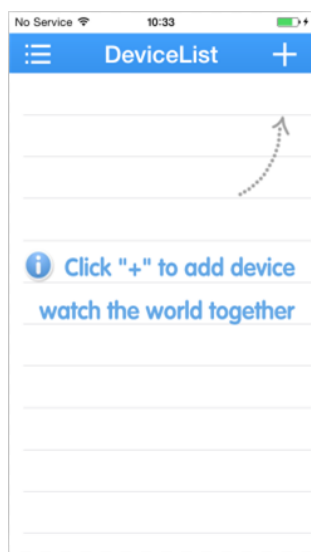 No Service 10:33
DeviceList
Click "+" to add device
watch the world together